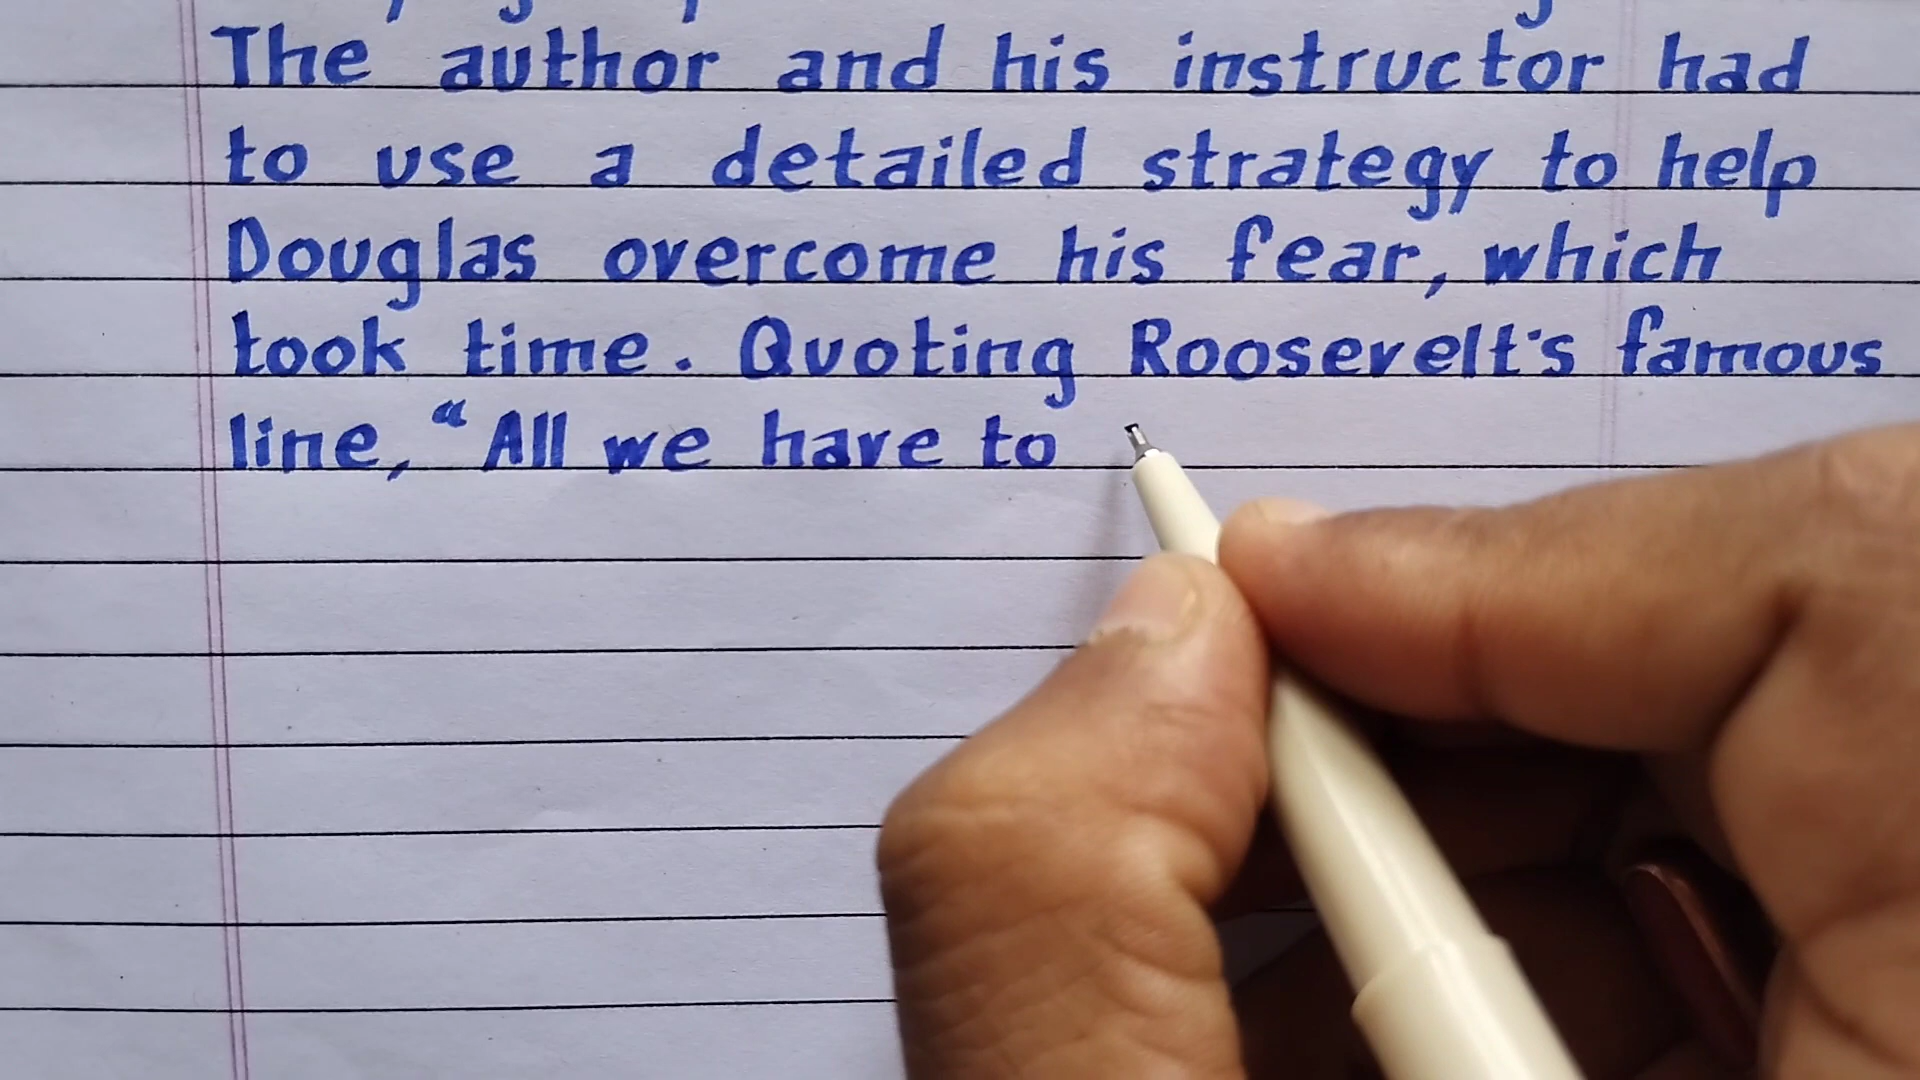 The author and his instructor had
to use a detailed strategy to help
Douglas overcome his fear, which
took time. Quoting Roosevelt's famous
line, “All we have to